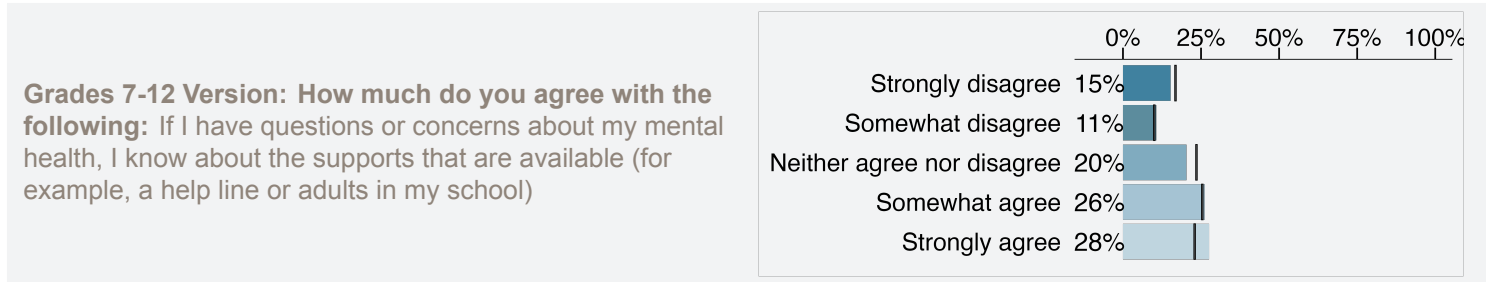 Grades 7-12 Version: How much do you agree with the
following: If I have questions or concerns about my mental
health, I know about the supports that are available (for
example, a help line or adults in my school)
0% 25% 50% 75% 100%
Strongly disagree 15%
Somewhat disagree 11%
Neither agree nor disagree 20%
Somewhat agree 26%
Strongly agree 28%